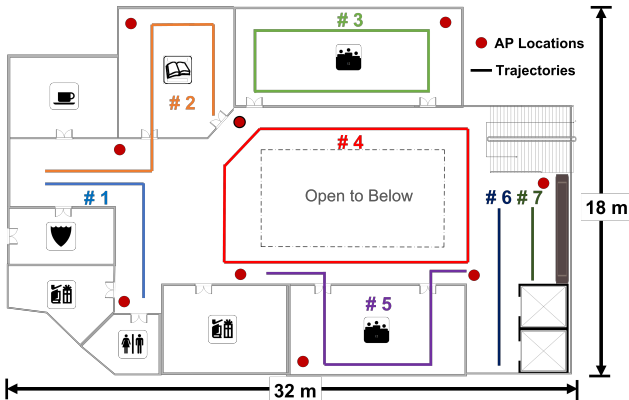 # 3
AP Locations
Trajectories
# 2
# 4
Open to Below
# 1
# 6
# 7
18 m
# 5
32 m